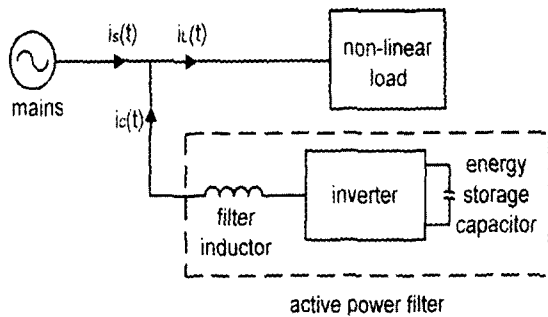 is(t)
iL(t)
non-linear
load
mains
ic(t)
energy
storage
capacitor
inverter
filter
inductor
active power filter